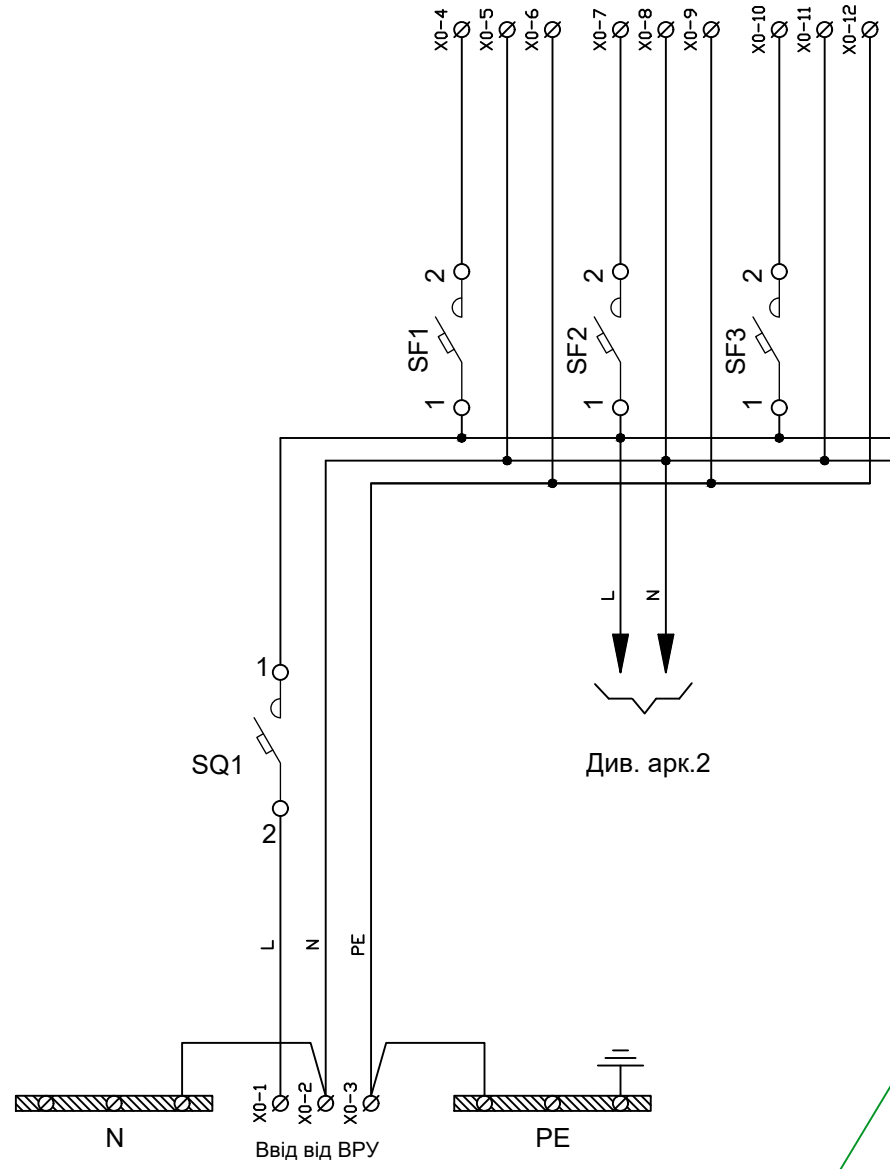 X0-4
X0-5
X0-6
X0-7
X0-8
X0-9
X0-10
X0-11
X0-12
2
2
2
SF1
SF2
SF3
1
1
1
L
N
1
SQ1
Див. арк.2
2
L
N
PE
X0-1
X0-2
X0-3
N
Ввід від ВРУ
PE